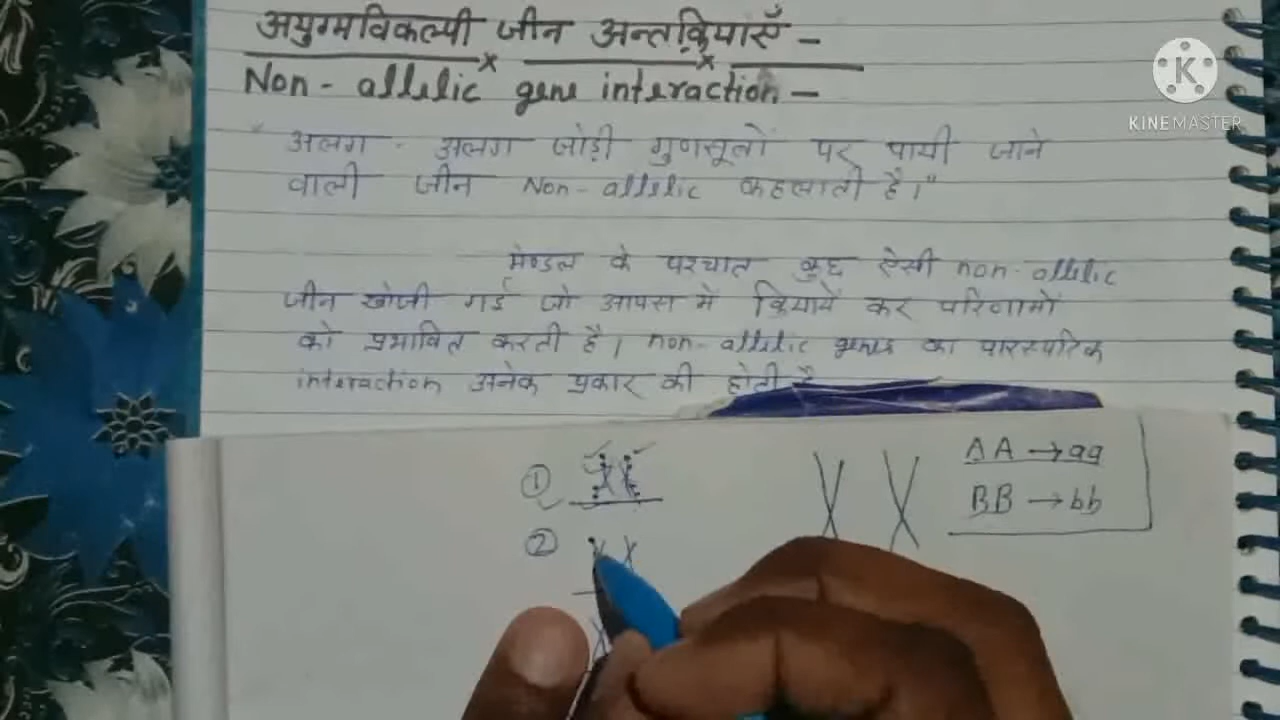 अयुग्मविकल्पी जीन अन्तक्रियाएँ -
Non - allelic gene interaction -
"अलग - अलग जोड़ी गुणसूत्रों पर पायी जाने
वाली जीन Non - allelic कहलाती है।"
मेण्डल के पश्चात कुछ ऐसी non - allelic
जीन खोजी गई जो आपस में क्रियायें कर परिणामों
को प्रभावित करती है। non - allelic genes का पारस्परिक
interaction अनेक प्रकार की होती है
①
②
AA → aa
BB → bb
K
KINEMASTER